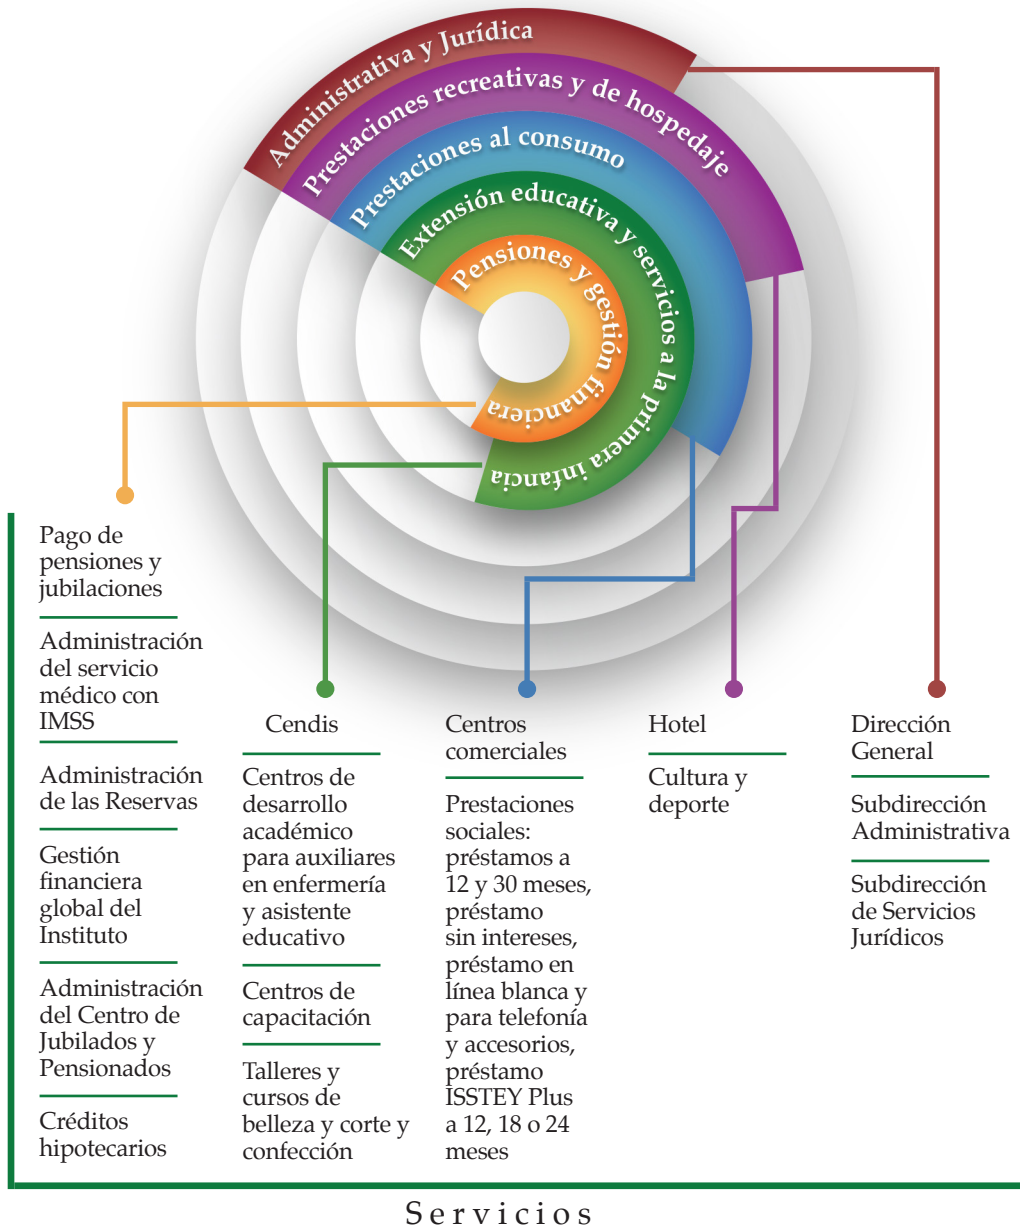 Administrativa y Jurídica
Prestaciones recreativas y de hospedaje
Prestaciones al consumo
Extensión educativa y servicios a la primera infancia
Pensiones y gestión financiera
Pago de
pensiones y
jubilaciones
Administración
del servicio
médico con
IMSS
Administración
de las Reservas
Gestión
financiera
global del
Instituto
Administración
del Centro de
Jubilados y
Pensionados
Créditos
hipotecarios
Cendis
Centros de
desarrollo
académico
para auxiliares
en enfermería
y asistente
educativo
Centros de
capacitación
Talleres y
cursos de
belleza y corte y
confección
Centros
comerciales
Prestaciones
sociales:
préstamos a
12 y 30 meses,
préstamo
sin intereses,
préstamo en
línea blanca y
para telefonía
y accesorios,
préstamo
ISSTEY Plus
a 12, 18 o 24
meses
Hotel
Cultura y
deporte
Dirección
General
Subdirección
Administrativa
Subdirección
de Servicios
Jurídicos
Servicios